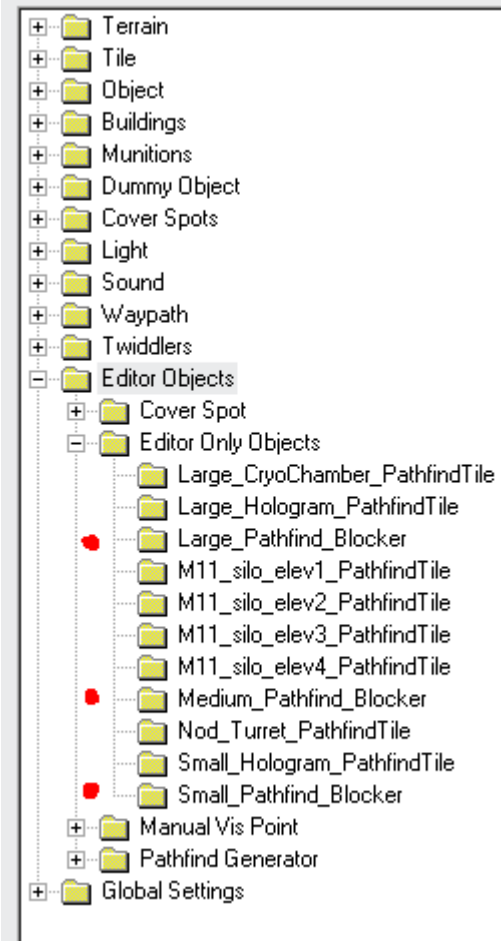 Terrain
Tile
Object
Buildings
Munitions
Dummy Object
Cover Spots
Light
Sound
Waypath
Twiddlers
Editor Objects
Cover Spot
Editor Only Objects
Large_CryoChamber_PathfindTile
Large_Hologram_PathfindTile
Large_Pathfind_Blocker
M11_silo_elev1_PathfindTile
M11_silo_elev2_PathfindTile
M11_silo_elev3_PathfindTile
M11_silo_elev4_PathfindTile
Medium_Pathfind_Blocker
Nod_Turret_PathfindTile
Small_Hologram_PathfindTile
Small_Pathfind_Blocker
Manual Vis Point
Pathfind Generator
Global Settings